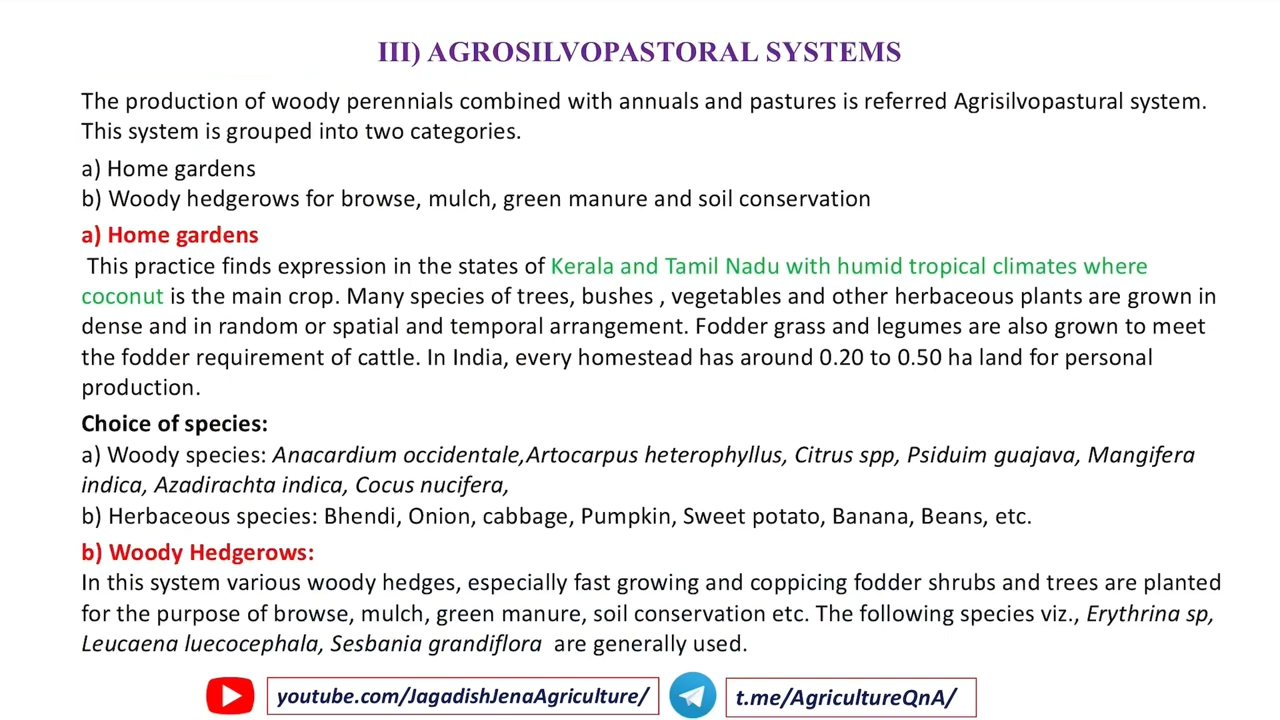 III) AGROSILVOPASTORAL SYSTEMS
The production of woody perennials combined with annuals and pastures is referred Agrisilvopastural system.
This system is grouped into two categories.
a) Home gardens
b) Woody hedgerows for browse, mulch, green manure and soil conservation
a) Home gardens
This practice finds expression in the states of Kerala and Tamil Nadu with humid tropical climates where
coconut is the main crop. Many species of trees, bushes , vegetables and other herbaceous plants are grown in
dense and in random or spatial and temporal arrangement. Fodder grass and legumes are also grown to meet
the fodder requirement of cattle. In India, every homestead has around 0.20 to 0.50 ha land for personal
production.
Choice of species:
a) Woody species: Anacardium occidentale,Artocarpus heterophyllus, Citrus spp, Psiduim guajava, Mangifera
indica, Azadirachta indica, Cocus nucifera,
b) Herbaceous species: Bhendi, Onion, cabbage, Pumpkin, Sweet potato, Banana, Beans, etc.
b) Woody Hedgerows:
In this system various woody hedges, especially fast growing and coppicing fodder shrubs and trees are planted
for the purpose of browse, mulch, green manure, soil conservation etc. The following species viz., Erythrina sp,
Leucaena luecocephala, Sesbania grandiflora are generally used.
youtube.com/JagadishJenaAgriculture/
t.me/AgricultureQnA/